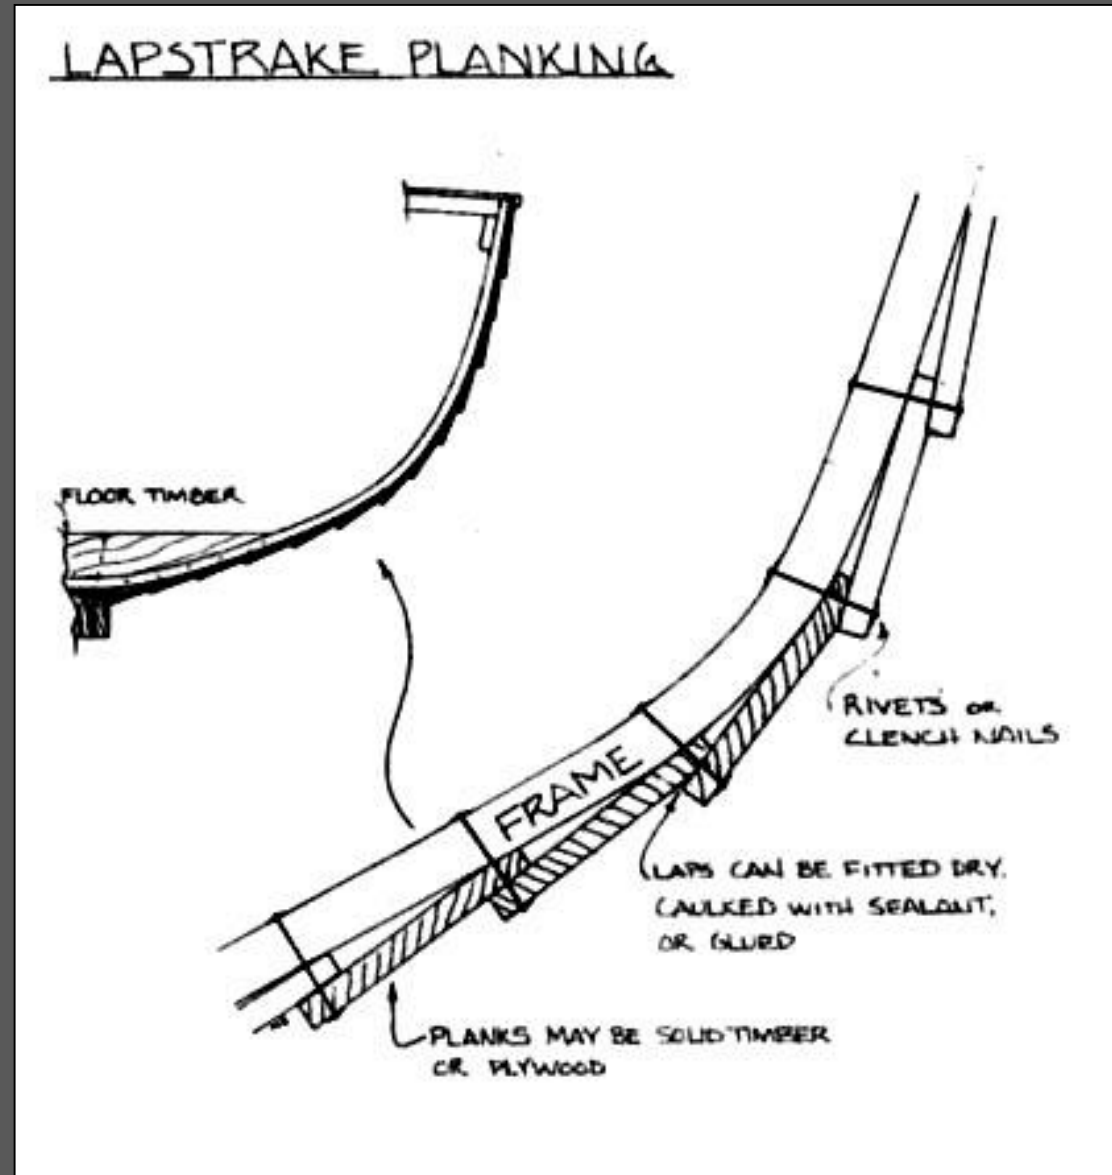 LAPSTRAKE PLANKING
FLOOR TIMBER
RIVETS OR
CLENCH NAILS
FRAME
LAPS CAN BE FITTED DRY.
CAULKED WITH SEALANT,
OR GLUED
PLANKS MAY BE SOLID TIMBER
OR PLYWOOD